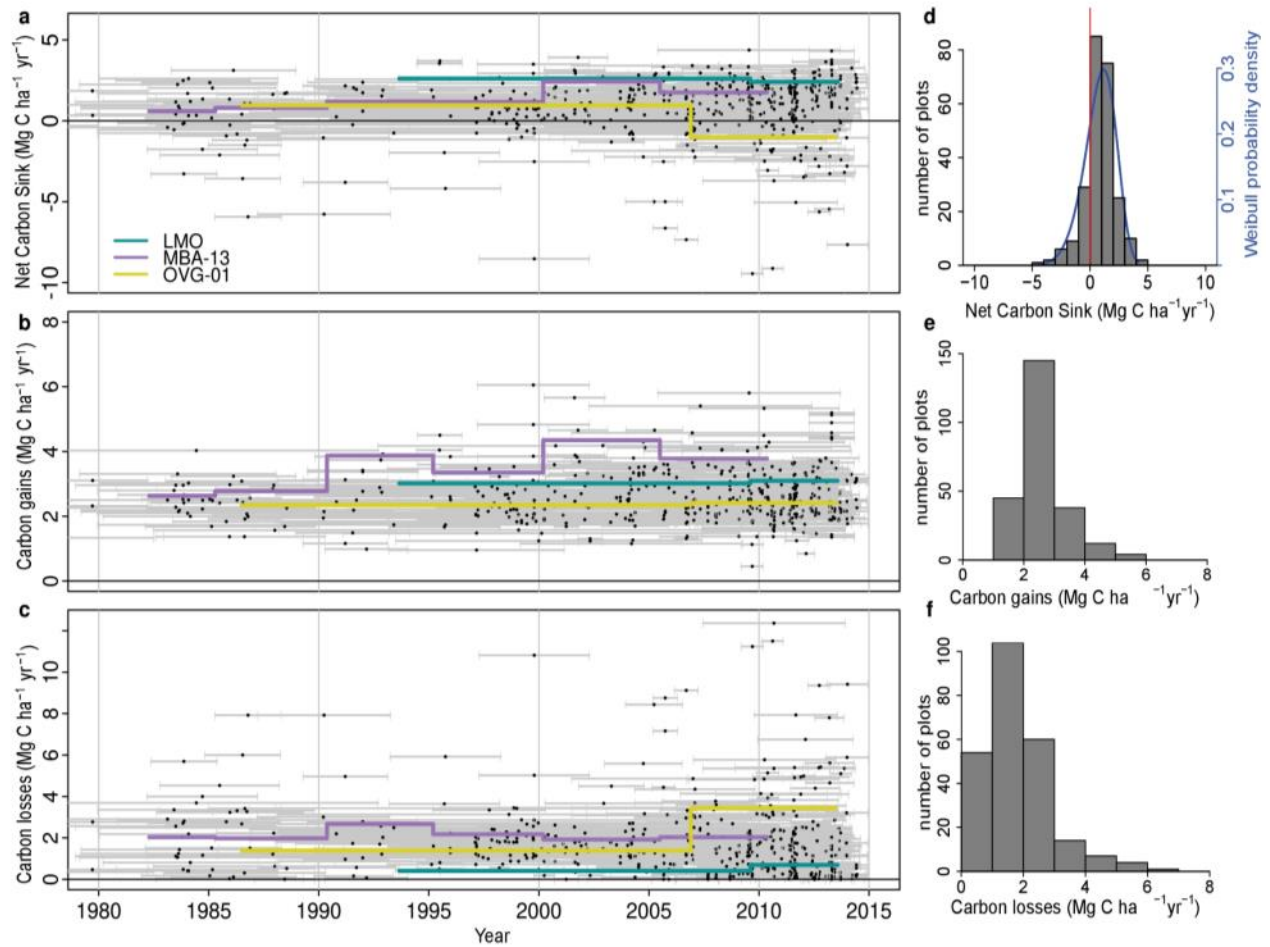 a
Net Carbon Sink (Mg C ha⁻¹ yr⁻¹)
5
0
-5
-10
LMO
MBA-13
OVG-01
b
Carbon gains (Mg C ha⁻¹ yr⁻¹)
8
6
4
2
0
c
Carbon losses (Mg C ha⁻¹ yr⁻¹)
10
8
6
4
2
0
1980 1985 1990 1995 2000 2005 2010 2015
Year
d
number of plots
80
60
40
20
0
0.3
0.2
0.1
Weibull probability density
−10 −5 0 5 10
Net Carbon Sink (Mg C ha⁻¹yr⁻¹)
e
number of plots
150
100
50
0
0 2 4 6 8
Carbon gains (Mg C ha ⁻¹yr⁻¹)
f
number of plots
100
80
60
40
20
0
0 2 4 6 8
Carbon losses (Mg C ha ⁻¹yr⁻¹)